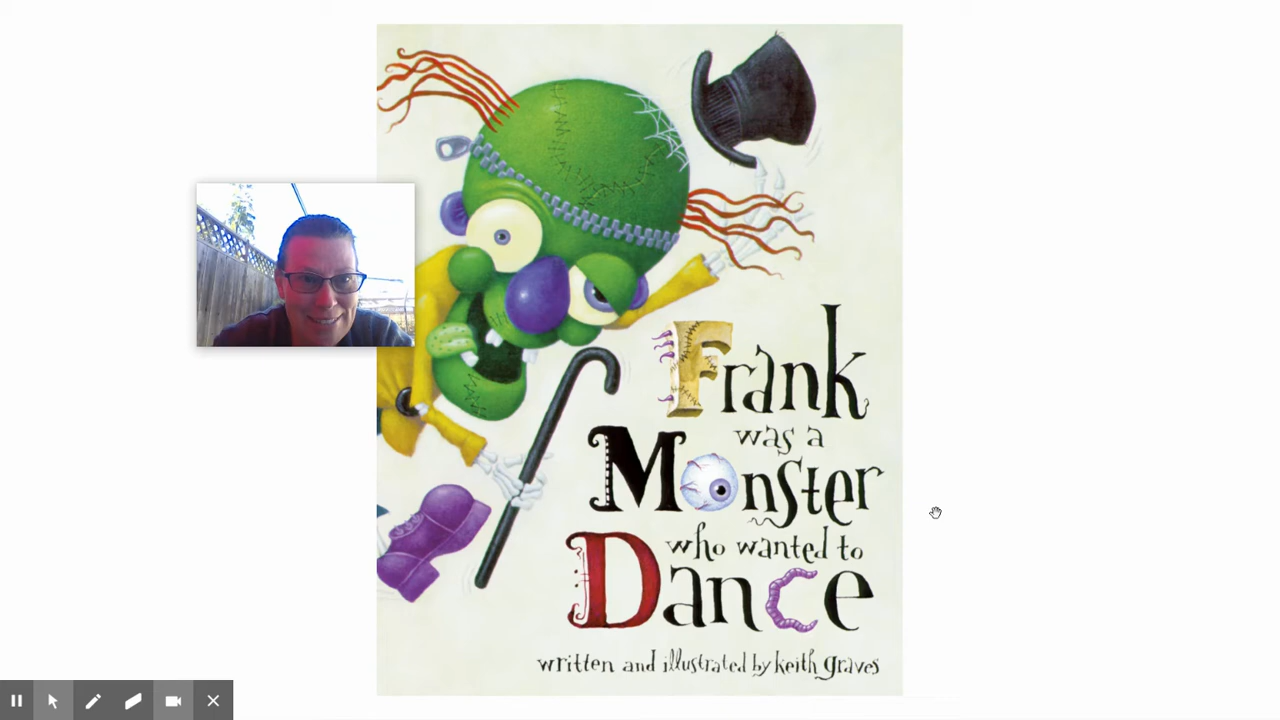 Frank
was a
Monster
who wanted to
Dance
written and illustrated by keith graves